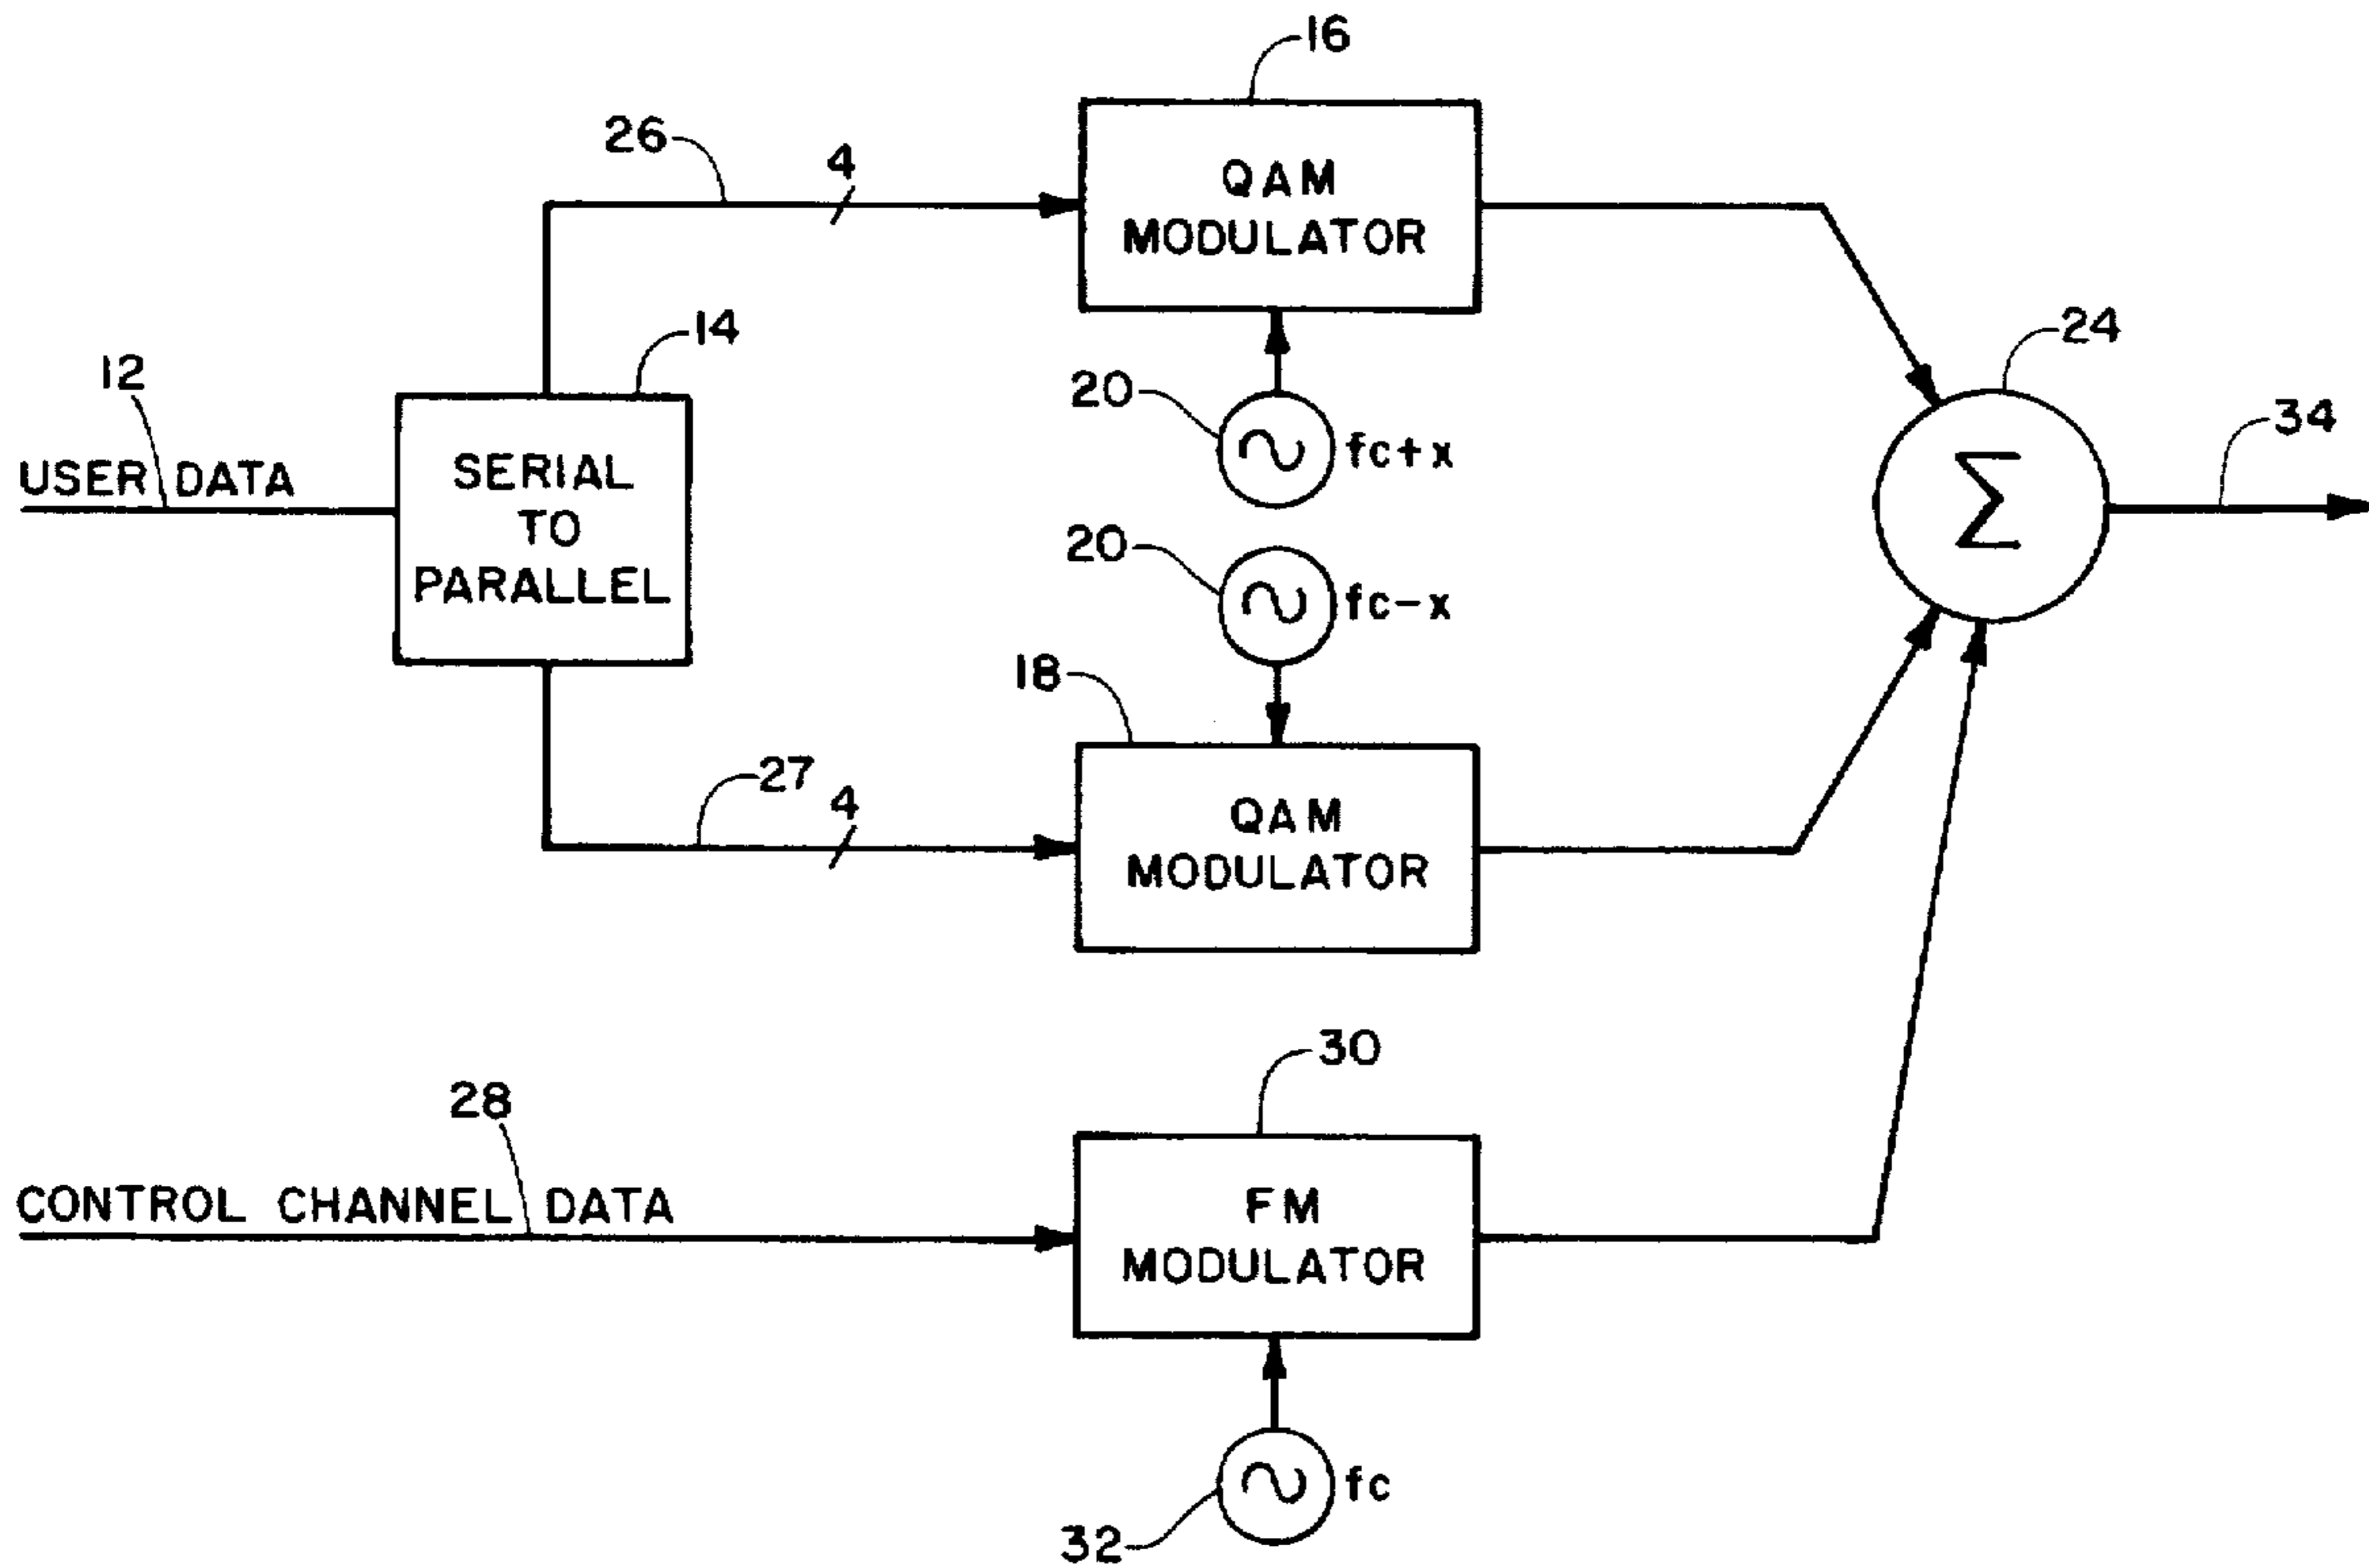 16
26
4
QAM
MODULATOR
14
24
12
20
fc+x
34
USER DATA
SERIAL
TO
PARALLEL
Σ
20
fc-x
18
27
4
QAM
MODULATOR
30
28
CONTROL CHANNEL DATA
FM
MODULATOR
fc
32